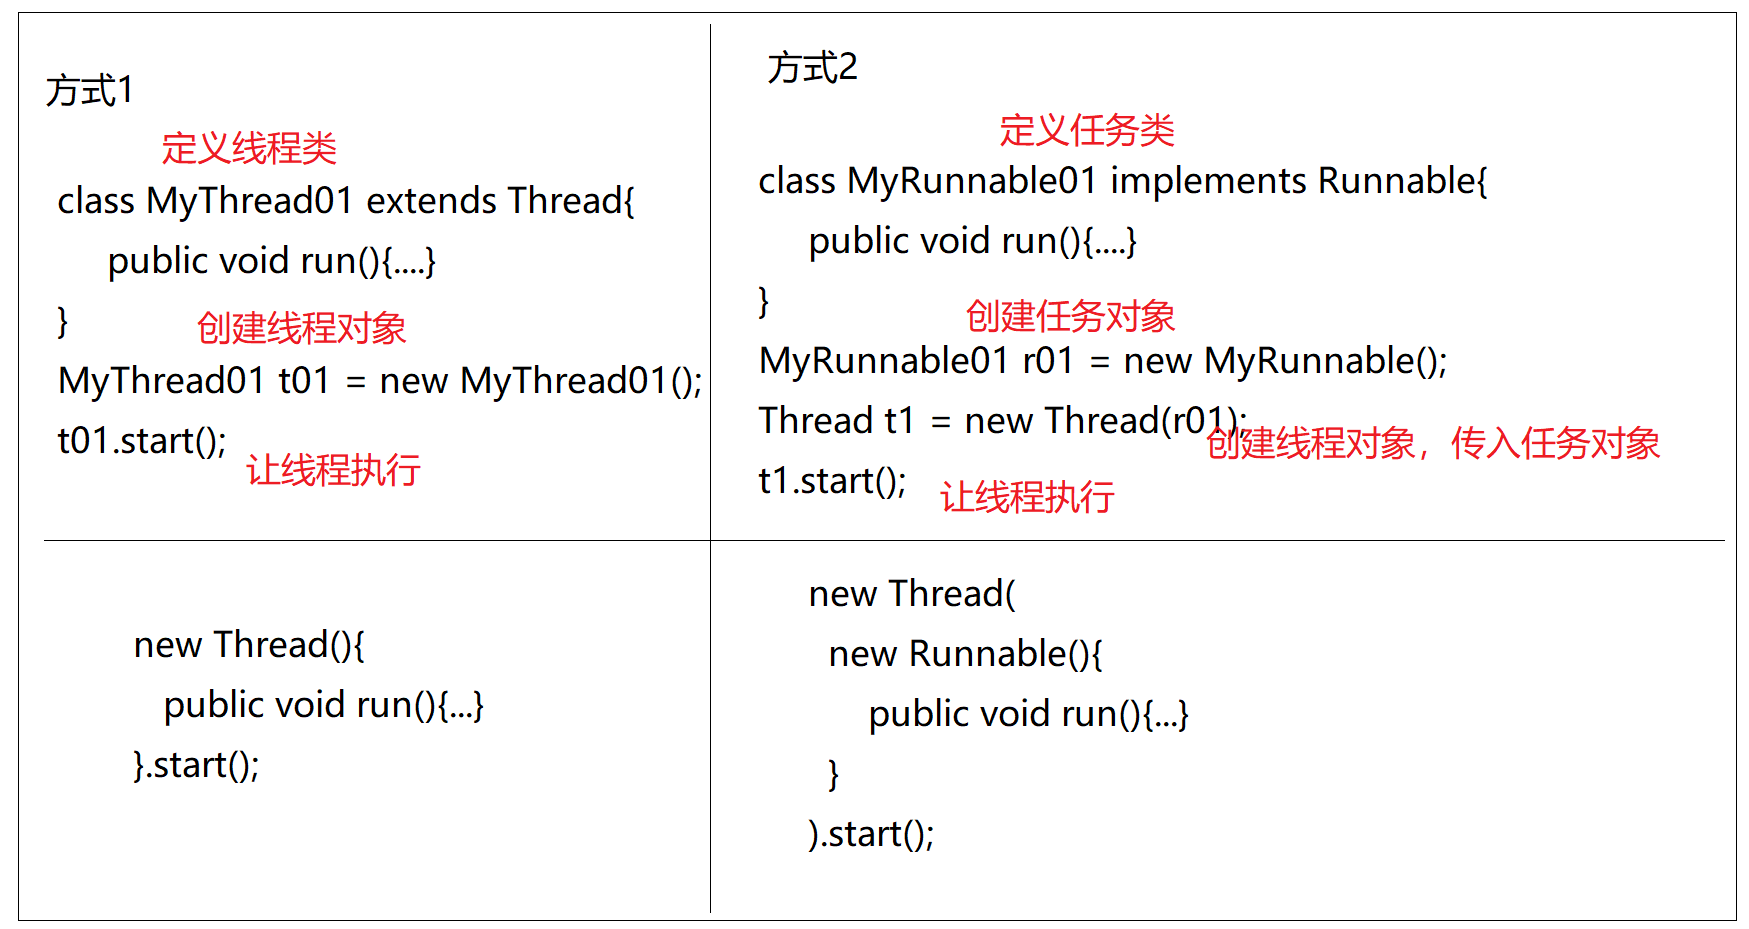 方式1
定义线程类
class MyThread01 extends Thread{
public void run(){....}
}
创建线程对象
MyThread01 t01 = new MyThread01();
t01.start();
让线程执行
方式2
定义任务类
class MyRunnable01 implements Runnable{
public void run(){....}
}
创建任务对象
MyRunnable01 r01 = new MyRunnable();
Thread t1 = new Thread(r01);
创建线程对象，传入任务对象
t1.start();
让线程执行
new Thread(){
public void run(){...}
}.start();
new Thread(
new Runnable(){
public void run(){...}
}
).start();